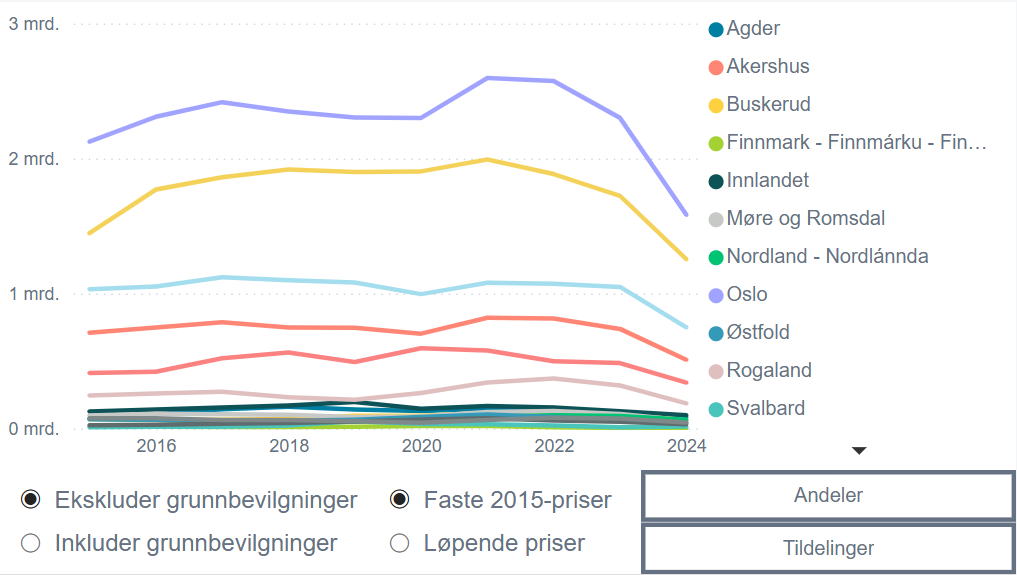 3 mrd.
2 mrd.
1 mrd.
0 mrd.
2016
2018
2020
2022
2024
Agder
Akershus
Buskerud
Finnmark - Finnmárku - Fin…
Innlandet
Møre og Romsdal
Nordland - Nordlánnda
Oslo
Østfold
Rogaland
Svalbard
Ekskluder grunnbevilgninger
Inkluder grunnbevilgninger
Faste 2015-priser
Løpende priser
Andeler
Tildelinger